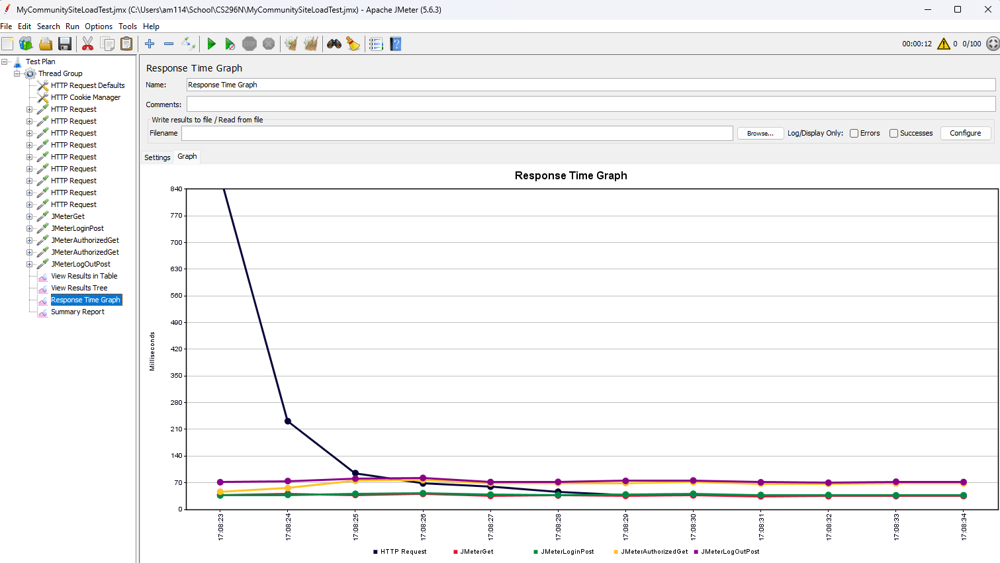 MyCommunitySiteLoadTest.jmx (C:\Users\am114\School\CS296N\MyCommunitySiteLoadTest.jmx) - Apache JMeter (5.6.3)
File Edit Search Run Options Tools Help
STOP ? 00:00:12 0 0/100
Test Plan
Thread Group
HTTP Request Defaults
HTTP Cookie Manager
HTTP Request
HTTP Request
HTTP Request
HTTP Request
HTTP Request
HTTP Request
HTTP Request
HTTP Request
HTTP Request
JMeterGet
JMeterLoginPost
JMeterAuthorizedGet
JMeterAuthorizedGet
JMeterLogOutPost
View Results in Table
View Results Tree
Response Time Graph
Summary Report
Response Time Graph
Name: Response Time Graph
Comments:
Write results to file / Read from file
Filename Browse... Log/Display Only: Errors Successes Configure
Settings Graph
Response Time Graph
840
770
700
630
560
490
420
350
280
210
140
70
0
Milliseconds
17:08:23 17:08:24 17:08:25 17:08:26 17:08:27 17:08:28 17:08:29 17:08:30 17:08:31 17:08:32 17:08:33 17:08:34
HTTP Request JMeterGet JMeterLoginPost JMeterAuthorizedGet JMeterLogOutPost